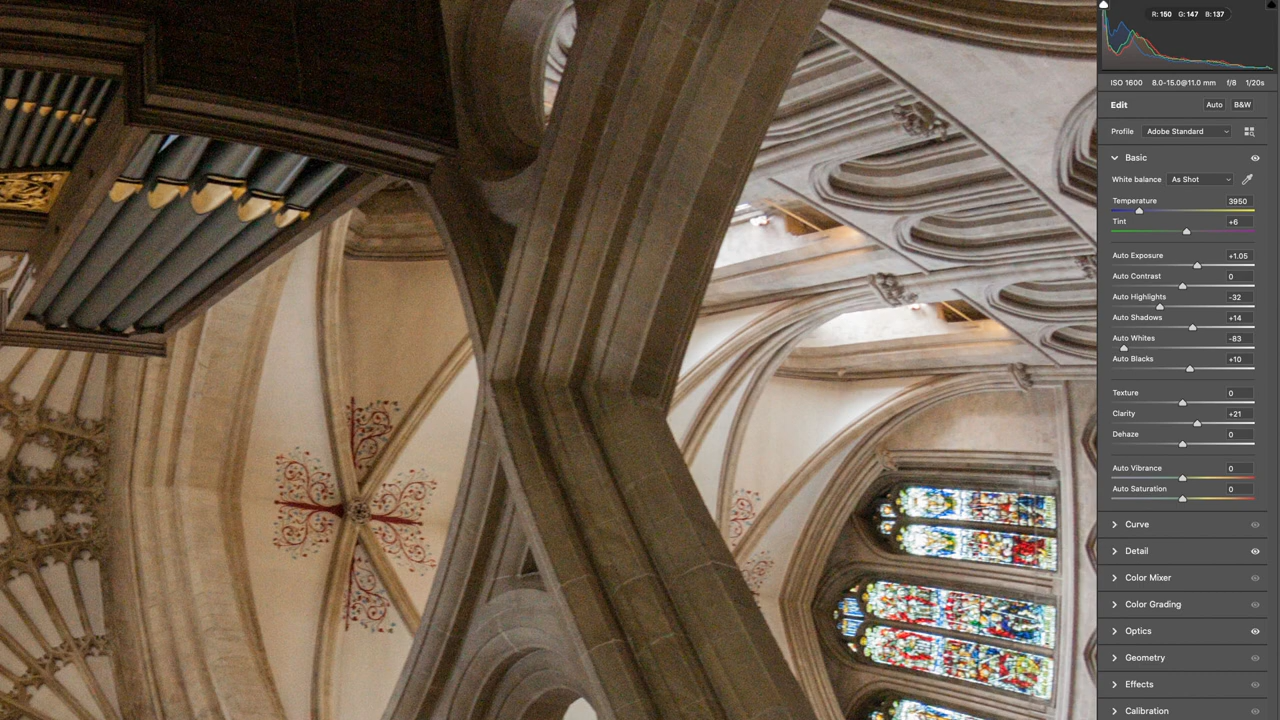 R: 150 G: 147 B: 137
ISO 1600 8.0-15.0@11.0 mm f/8 1/20s
Edit Auto B&W
Profile Adobe Standard
Basic
White balance As Shot
Temperature 3950
Tint +6
Auto Exposure +1.05
Auto Contrast 0
Auto Highlights -32
Auto Shadows +14
Auto Whites -83
Auto Blacks +10
Texture 0
Clarity +21
Dehaze 0
Auto Vibrance 0
Auto Saturation 0
Curve
Detail
Color Mixer
Color Grading
Optics
Geometry
Effects
Calibration